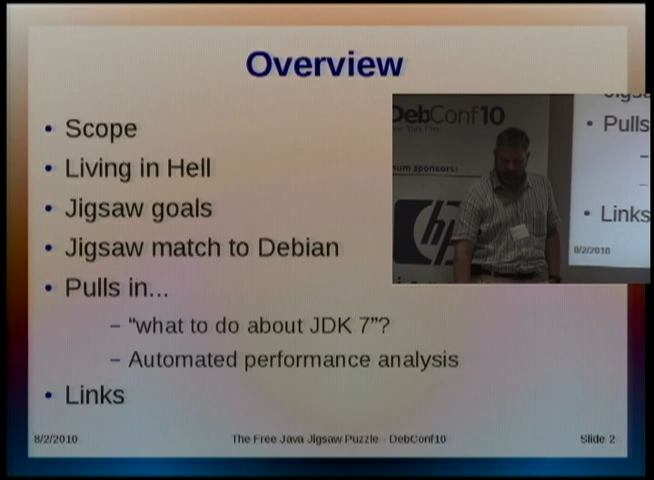 Overview
• Scope
• Living in Hell
• Jigsaw goals
• Jigsaw match to Debian
• Pulls in...
– “what to do about JDK 7”?
– Automated performance analysis
• Links
8/2/2010
The Free Java Jigsaw Puzzle - DebConf10
Slide 2
DebConf10
sponsors:
hp
• Pulls
–
–
• Links
8/2/2010